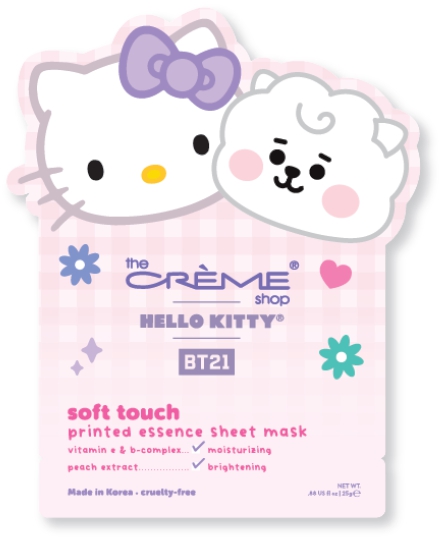 the
CRÈME®
shop
HELLO KITTY®
BT21
soft touch
printed essence sheet mask
vitamin e & b-complex... ✓ moisturizing
peach extract............... ✓ brightening
Made in Korea • cruelty-free
NET WT.
.88 US fl oz | 25g ℮